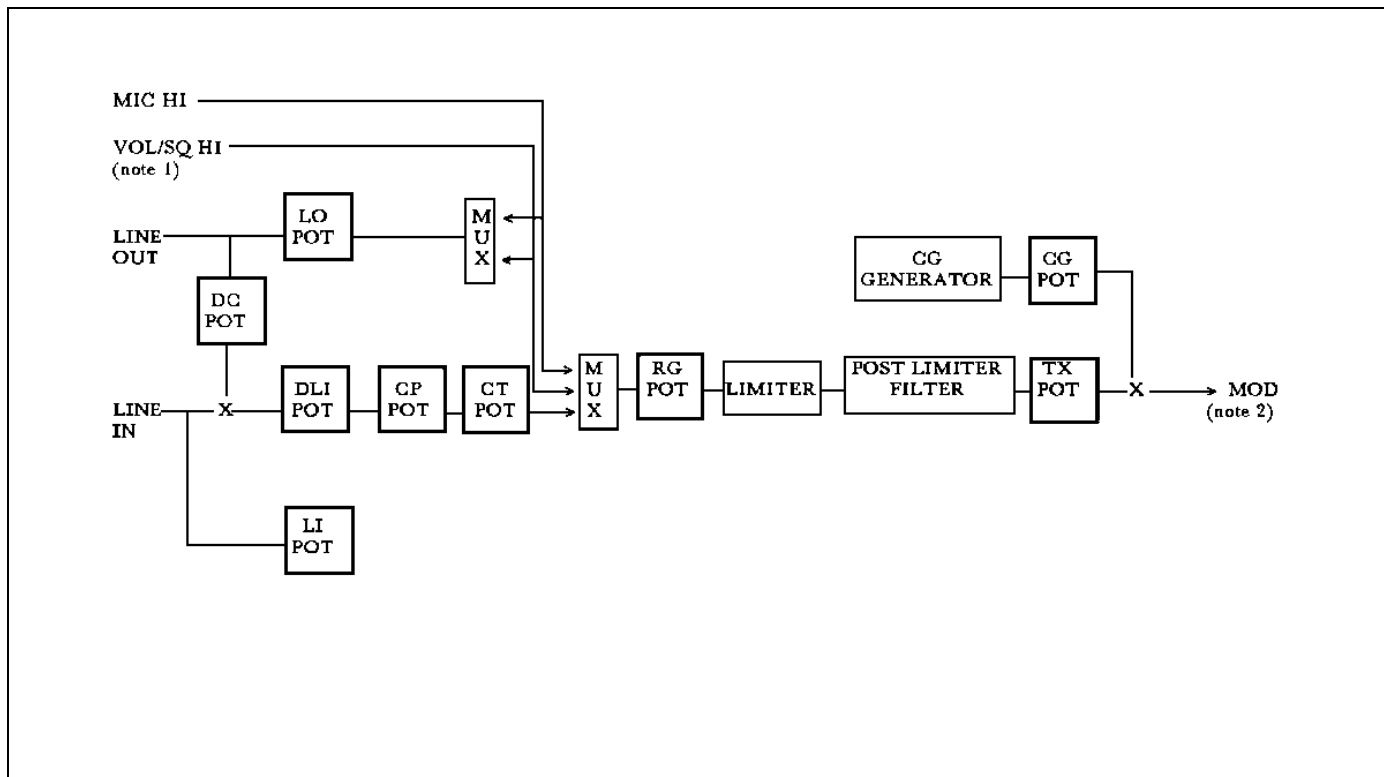 MIC HI
VOL/SQ HI
(note 1)
LO
POT
M
U
X
LINE
OUT
CG
GENERATOR
CG
POT
DC
POT
DLI
POT
CP
POT
CT
POT
M
U
X
RG
POT
LIMITER
POST LIMITER
FILTER
TX
POT
X
MOD
(note 2)
LINE
IN
X
LI
POT